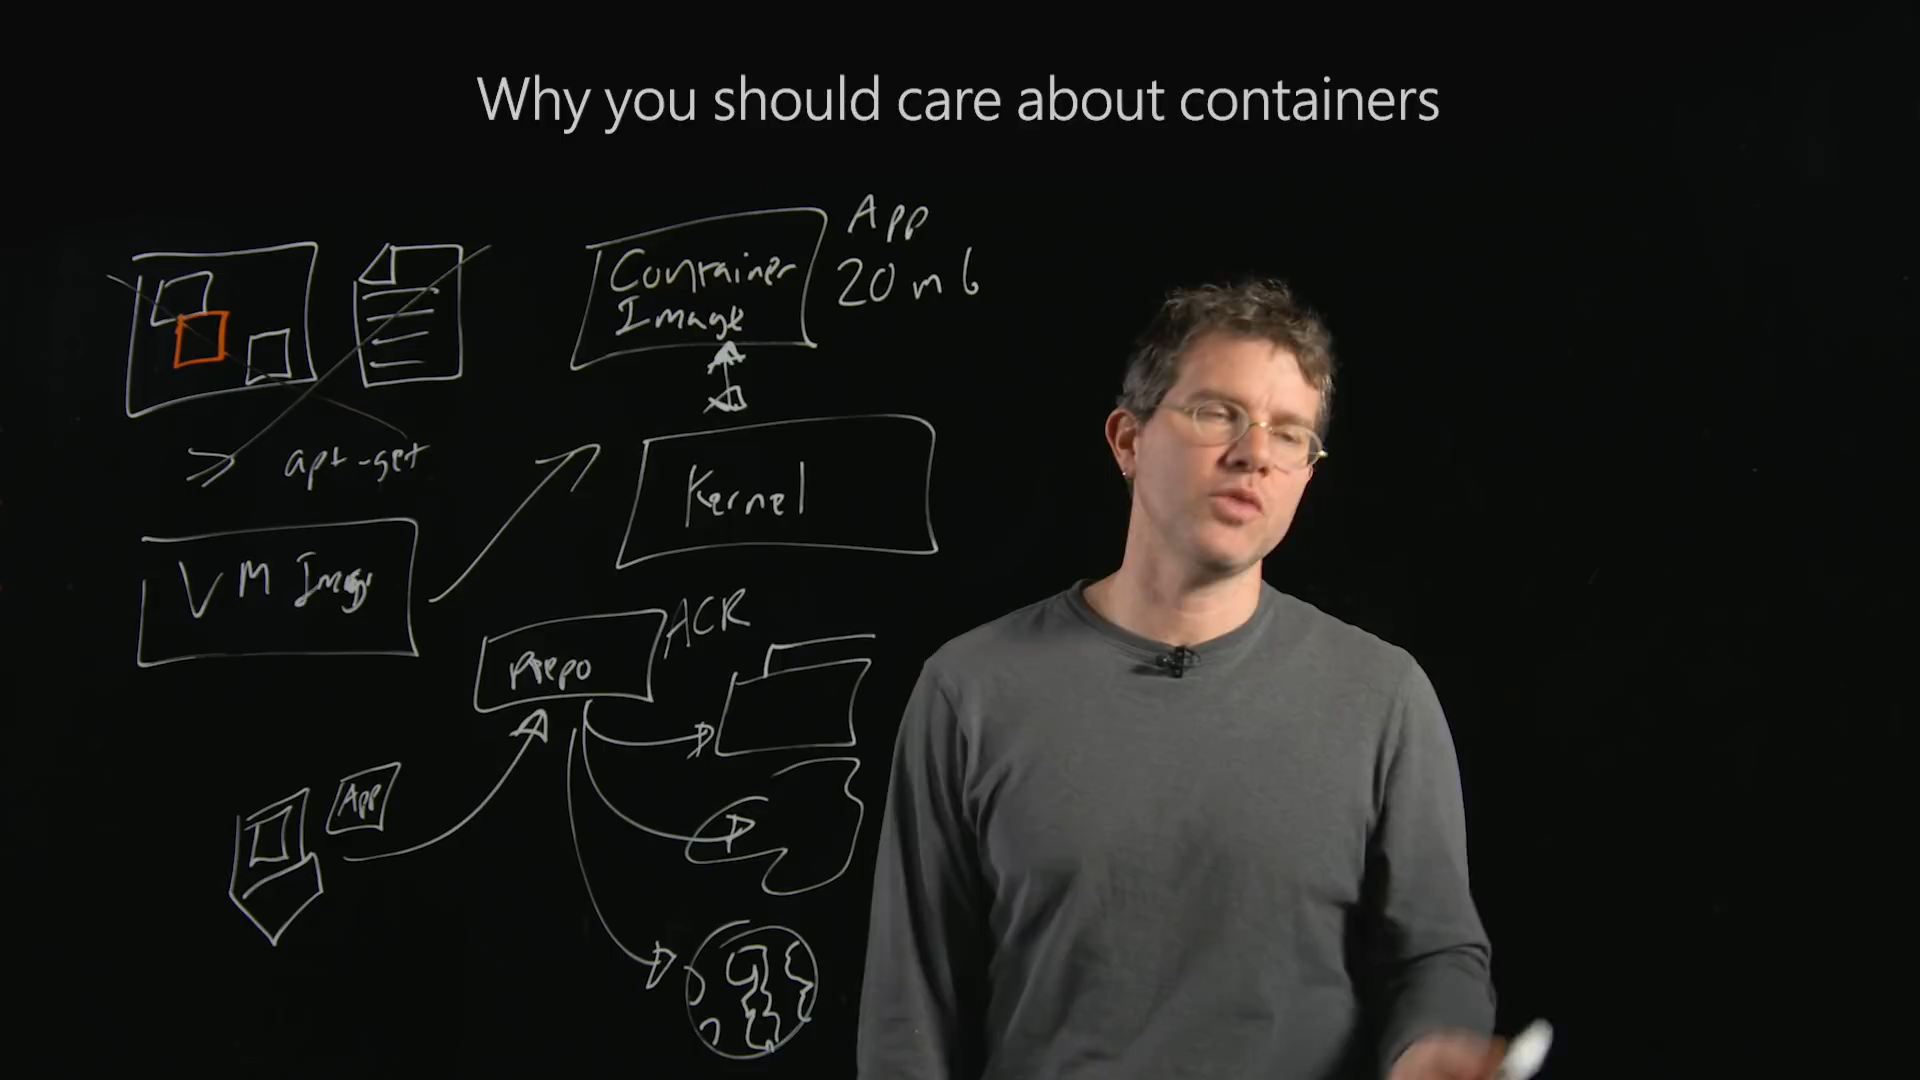 Why you should care about containers
App
20 mb
Container
Image
>> apt-get
Kernel
VM Image
ACR
Repo
App